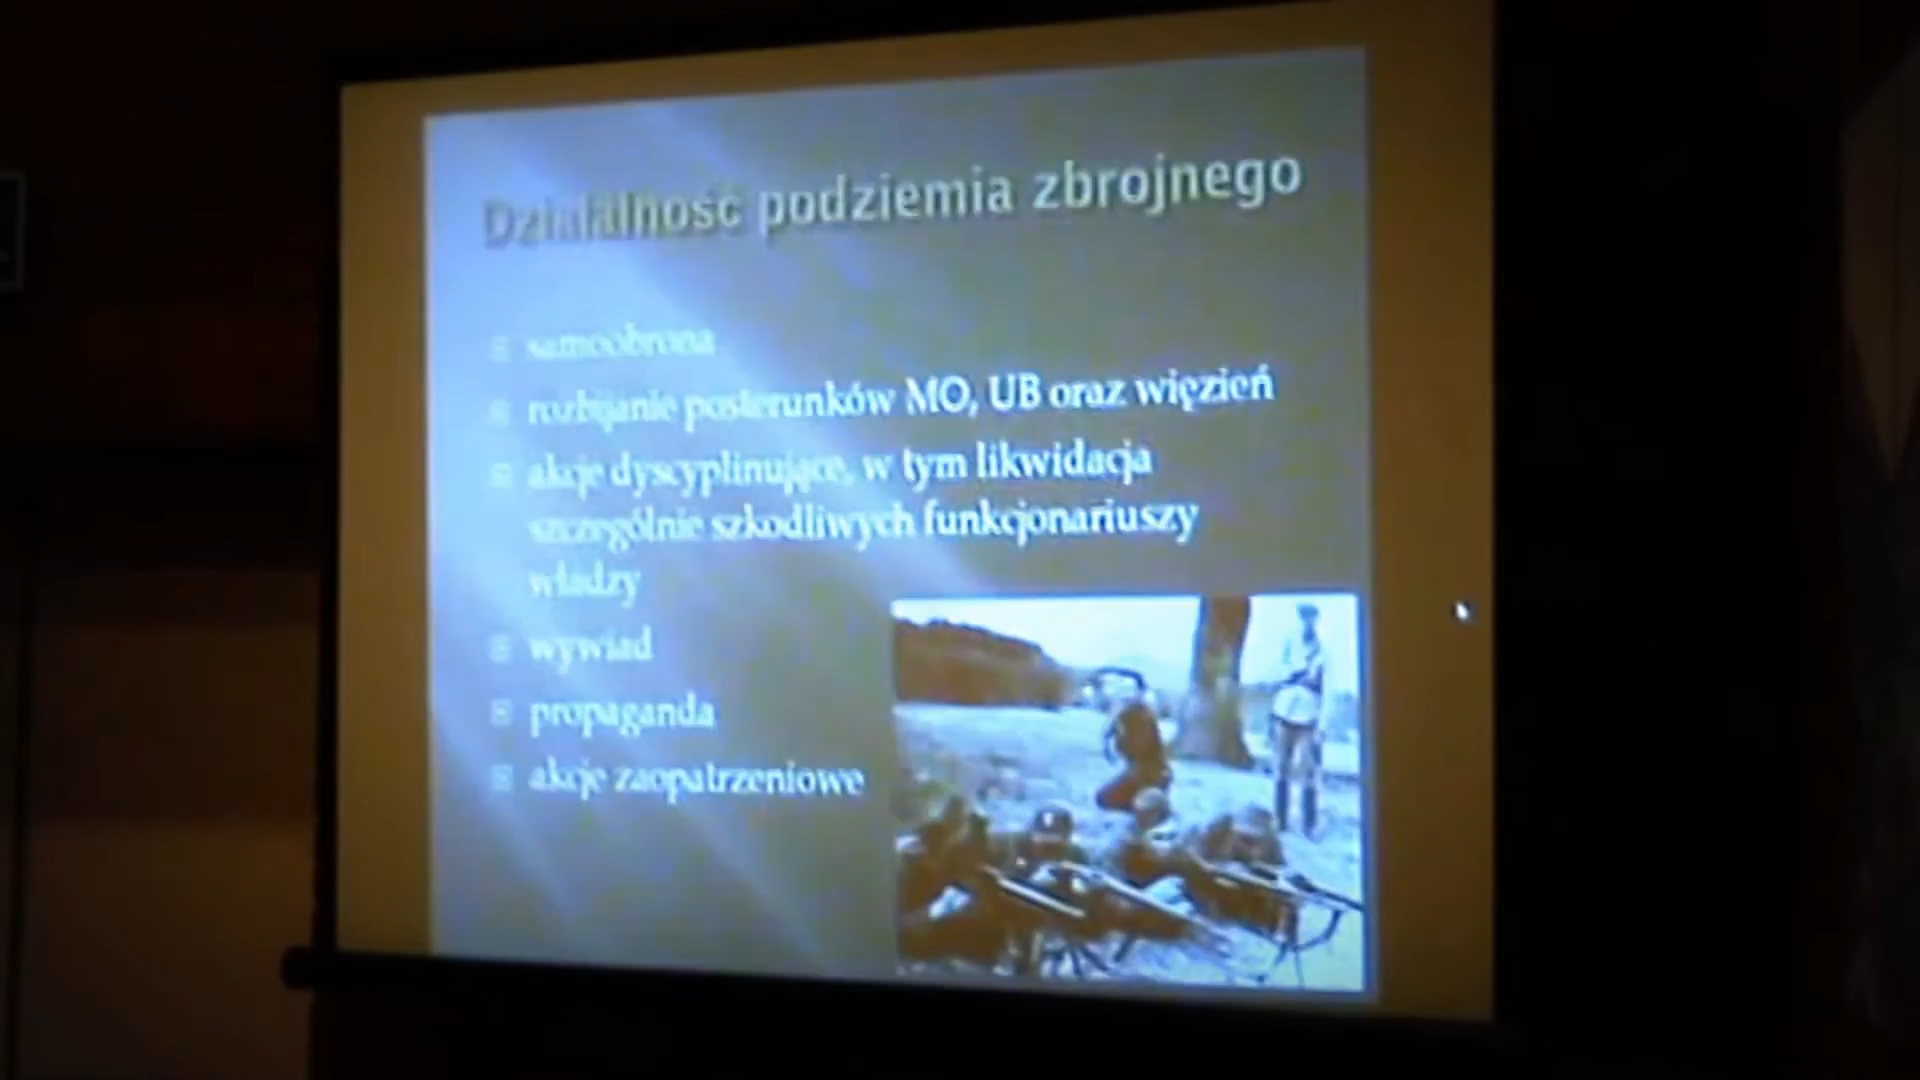 Działalność podziemia zbrojnego
samoobrona
rozbijanie posterunków MO, UB oraz więzień
akcje dyscyplinujące, w tym likwidacja
szczególnie szkodliwych funkcjonariuszy
władzy
wywiad
propaganda
akcje zaopatrzeniowe